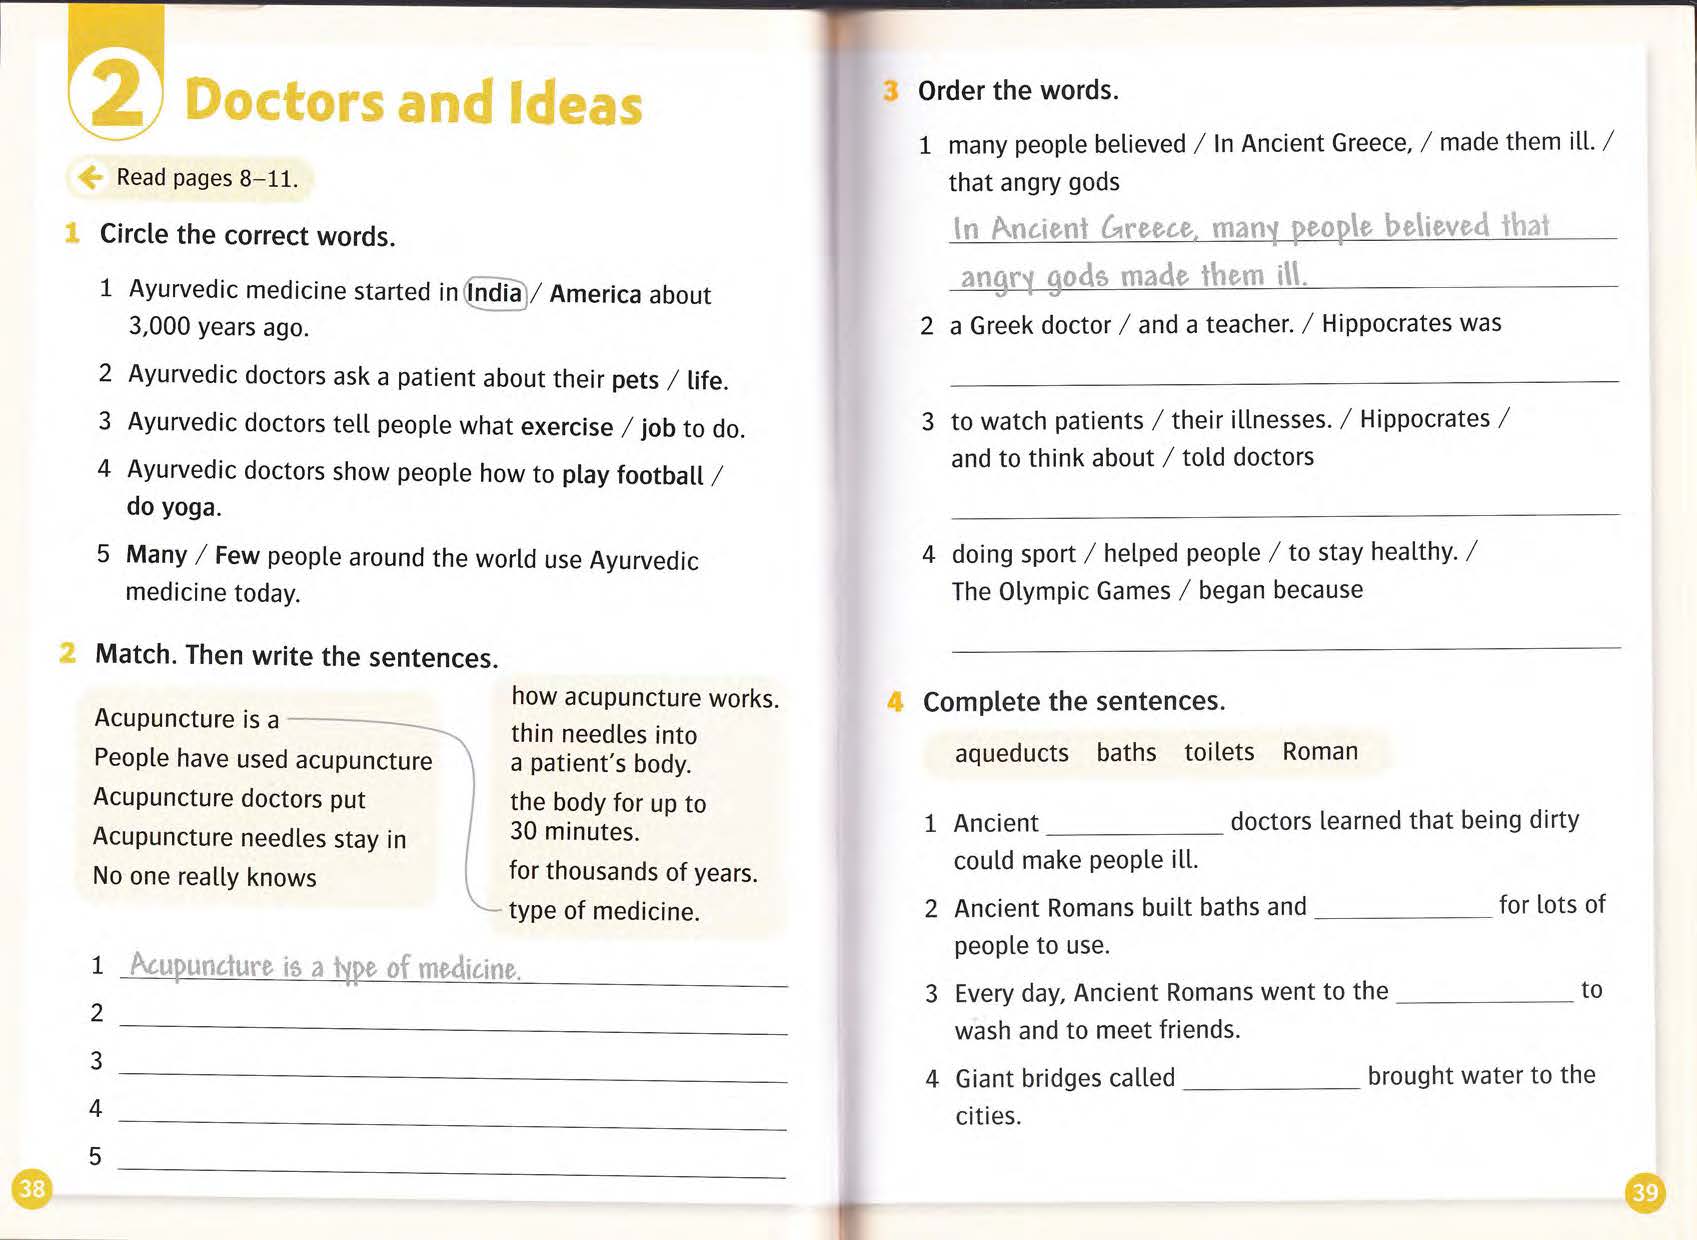 2
Doctors and Ideas
Read pages 8–11.
1 Circle the correct words.
1 Ayurvedic medicine started in India / America about
3,000 years ago.
2 Ayurvedic doctors ask a patient about their pets / life.
3 Ayurvedic doctors tell people what exercise / job to do.
4 Ayurvedic doctors show people how to play football /
do yoga.
5 Many / Few people around the world use Ayurvedic
medicine today.
2 Match. Then write the sentences.
Acupuncture is a
People have used acupuncture
Acupuncture doctors put
Acupuncture needles stay in
No one really knows
how acupuncture works.
thin needles into
a patient's body.
the body for up to
30 minutes.
for thousands of years.
type of medicine.
1 Acupuncture is a type of medicine.
2
3
4
5
38
3 Order the words.
1 many people believed / In Ancient Greece, / made them ill. /
that angry gods
In Ancient Greece, many people believed that
angry gods made them ill.
2 a Greek doctor / and a teacher. / Hippocrates was
3 to watch patients / their illnesses. / Hippocrates /
and to think about / told doctors
4 doing sport / helped people / to stay healthy. /
The Olympic Games / began because
4 Complete the sentences.
aqueducts baths toilets Roman
1 Ancient ____________ doctors learned that being dirty
could make people ill.
2 Ancient Romans built baths and ____________ for lots of
people to use.
3 Every day, Ancient Romans went to the ____________ to
wash and to meet friends.
4 Giant bridges called ____________ brought water to the
cities.
39